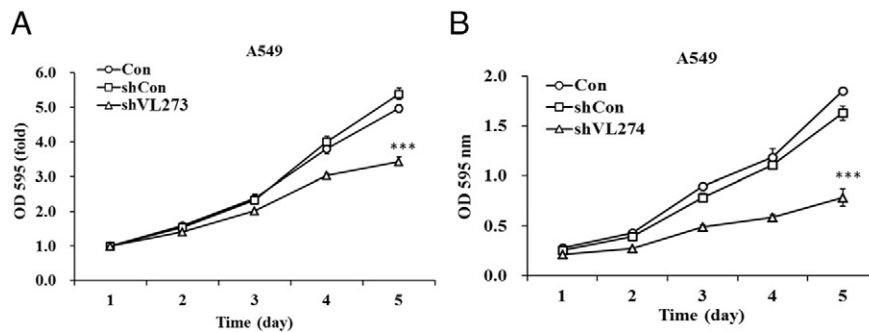 A
A549
6.0
5.0
4.0
3.0
2.0
1.0
0.0
OD 595 (fold)
Con
shCon
shVL273
***
1 2 3 4 5
Time (day)
B
A549
2.0
1.5
1.0
0.5
0.0
OD 595 nm
Con
shCon
shVL274
***
1 2 3 4 5
Time (day)